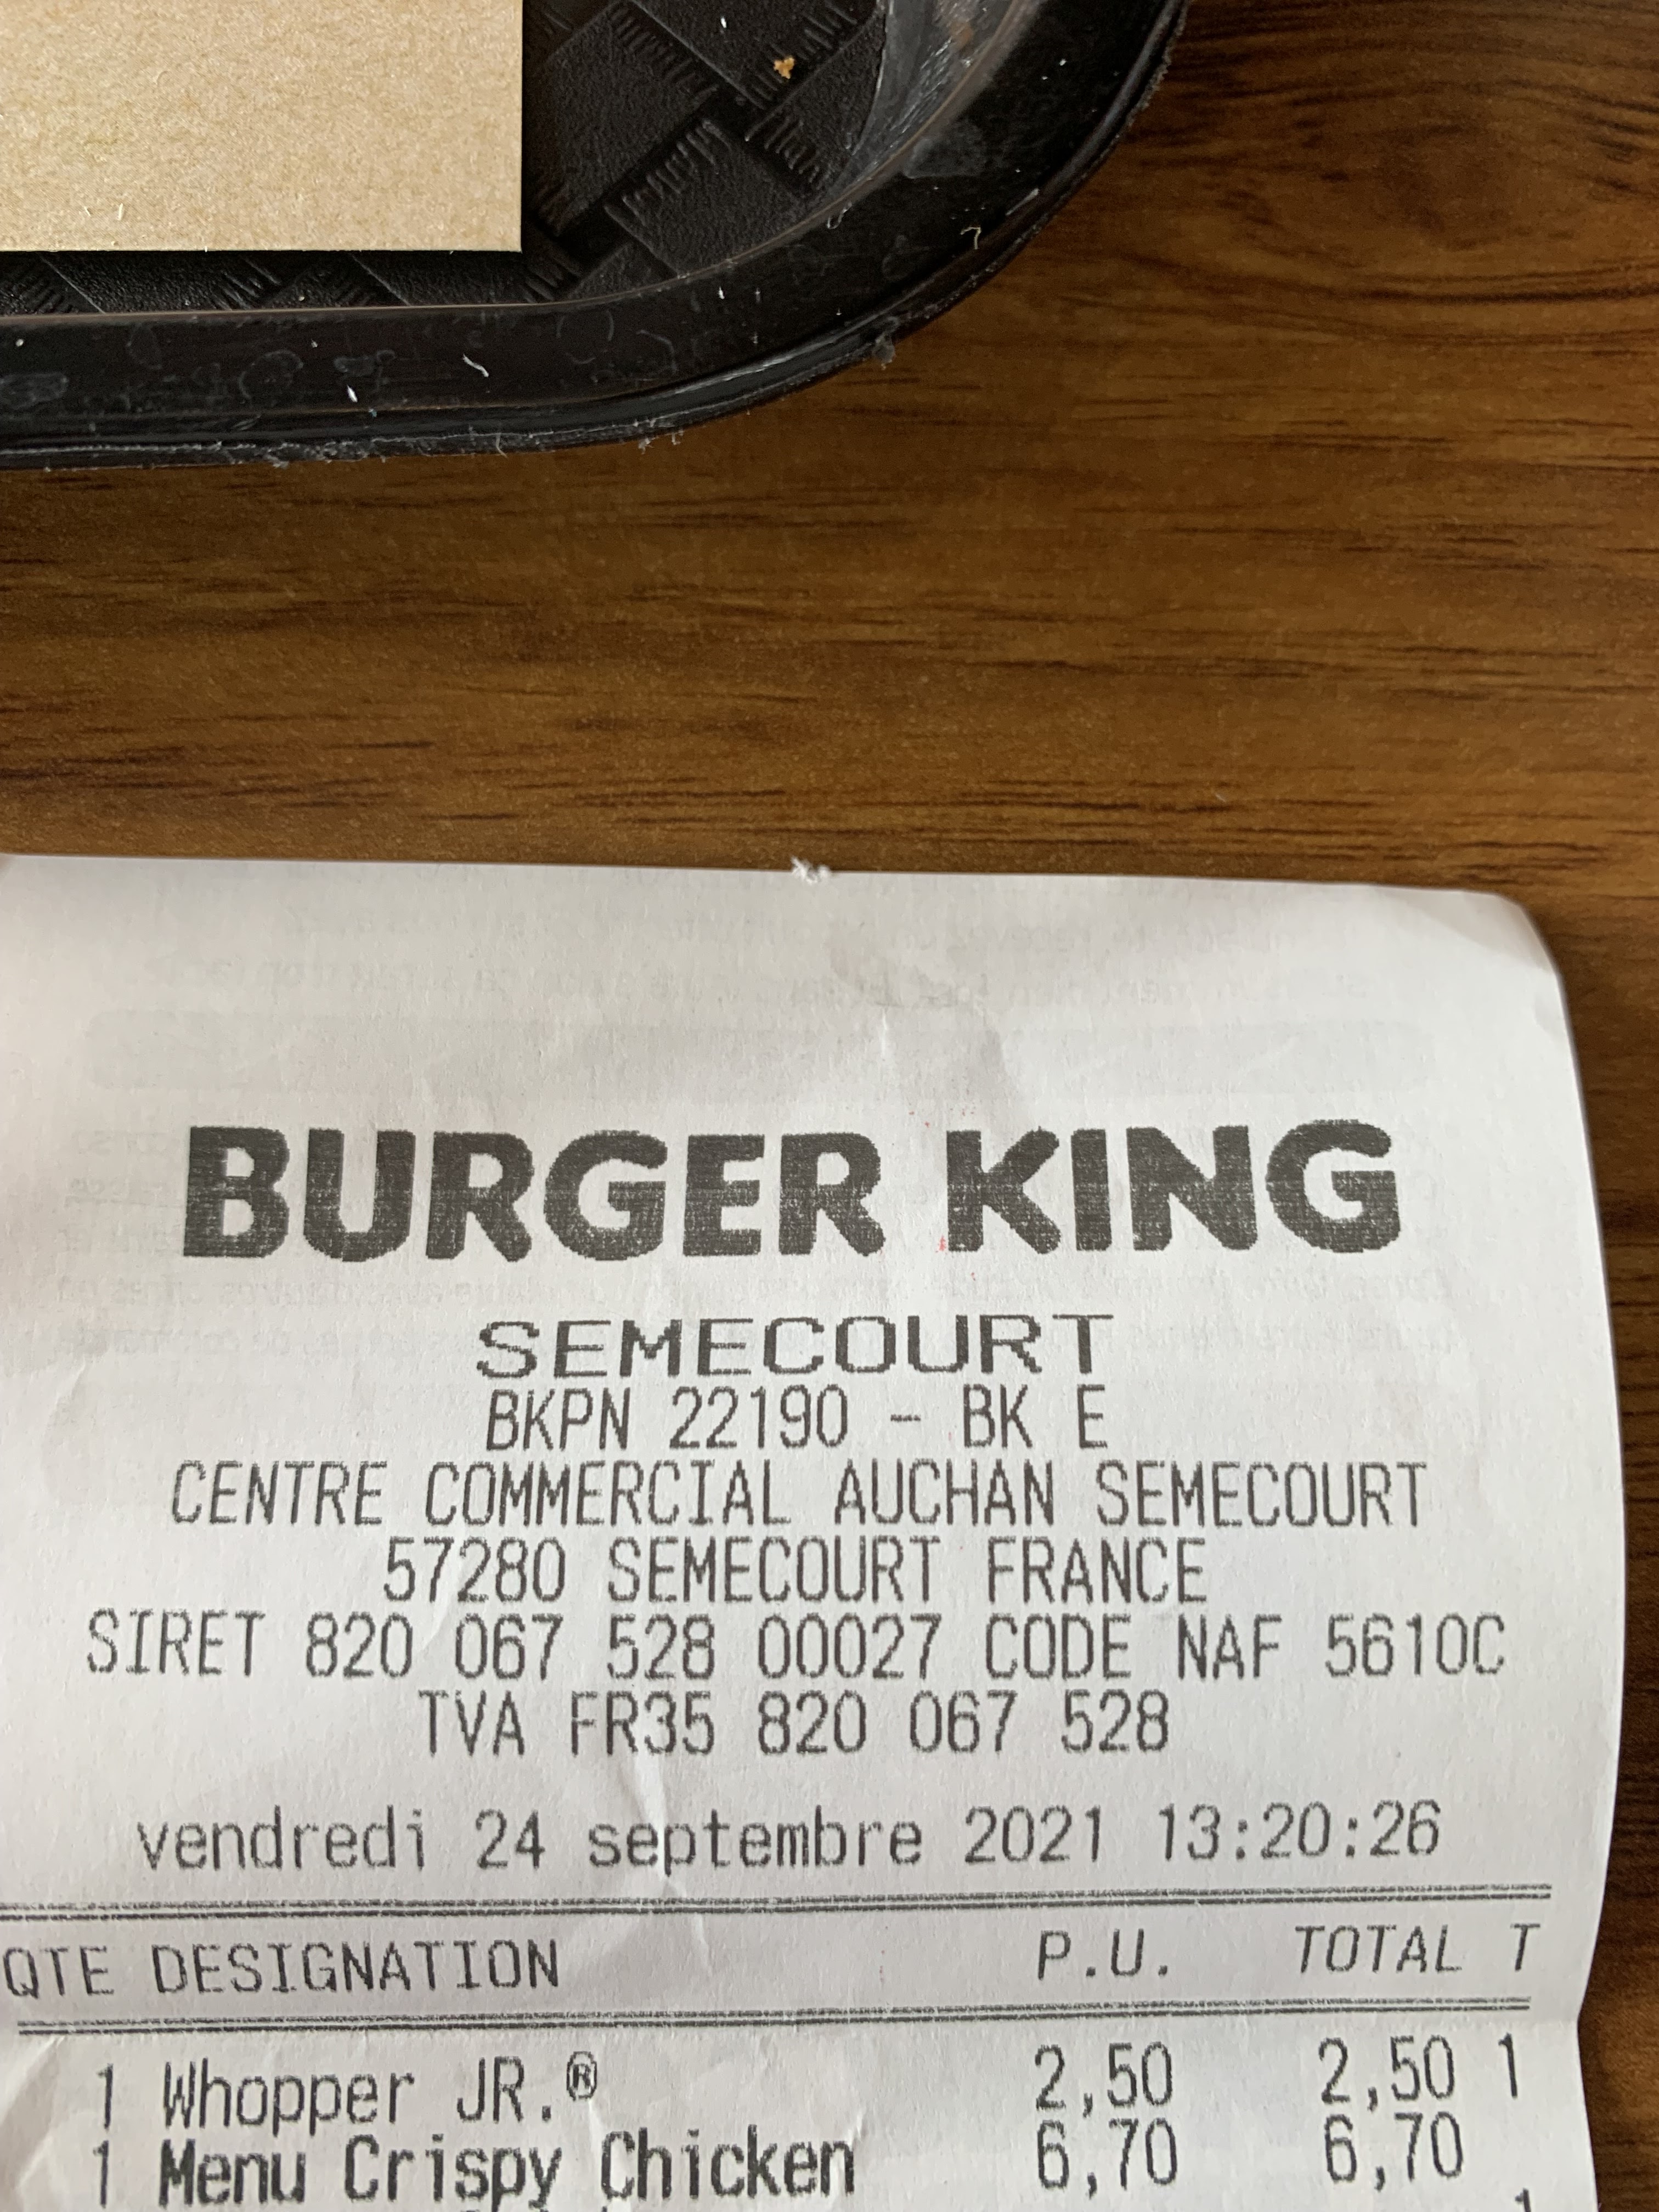 BURGER KING
SEMECOURT
BKPN 22190 - BK E
CENTRE COMMERCIAL AUCHAN SEMECOURT
57280 SEMECOURT FRANCE
SIRET 820 067 528 00027 CODE NAF 5610C
TVA FR35 820 067 528
vendredi 24 septembre 2021 13:20:26
QTE DESIGNATION P.U. TOTAL T
1 Whopper JR.® 2,50 2,50 1
1 Menu Crispy Chicken 6,70 6,70